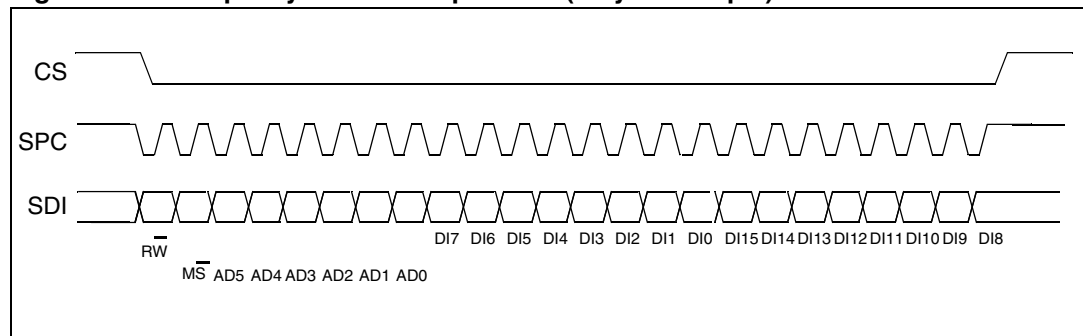 CS
SPC
SDI
DI7 DI6 DI5 DI4 DI3 DI2 DI1 DI0 DI15 DI14 DI13 DI12 DI11 DI10 DI9 DI8
RW̅
MS̅ AD5 AD4 AD3 AD2 AD1 AD0